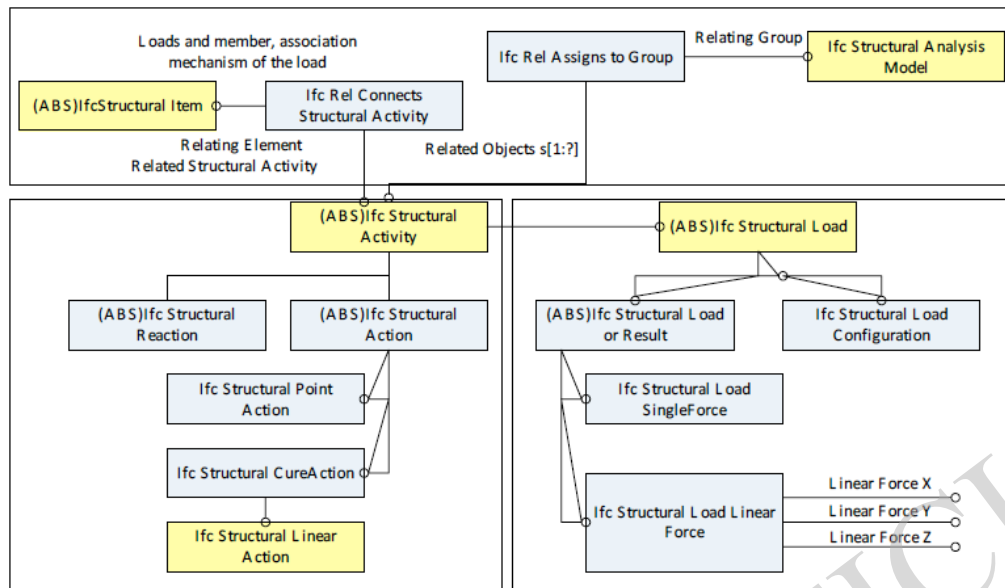 Loads and member, association
mechanism of the load
Ifc Rel Assigns to Group
Relating Group
Ifc Structural Analysis
Model
(ABS)IfcStructural Item
Ifc Rel Connects
Structural Activity
Relating Element
Related Structural Activity
Related Objects s[1:?]
(ABS)Ifc Structural
Activity
(ABS)Ifc Structural Load
(ABS)Ifc Structural
Reaction
(ABS)Ifc Structural
Action
(ABS)Ifc Structural Load
or Result
Ifc Structural Load
Configuration
Ifc Structural Point
Action
Ifc Structural Load
SingleForce
Ifc Structural CureAction
Ifc Structural Linear
Action
Ifc Structural Load Linear
Force
Linear Force X
Linear Force Y
Linear Force Z